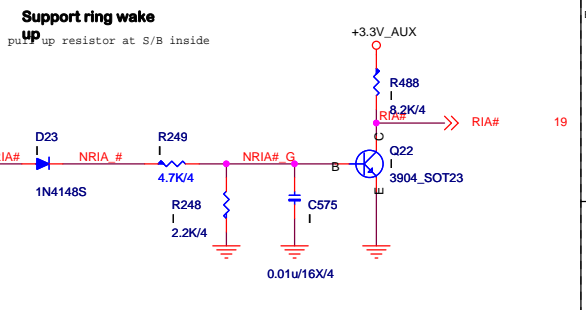 Support ring wake
up
pull up resistor at S/B inside
+3.3V_AUX
R488
8.2K/4
RIA#
RIA#
19
C
D23
R249
Q22
IA#
NRIA_#
NRIA#_G
B
1N4148S
4.7K/4
3904_SOT23
E
R248
C575
2.2K/4
0.01u/16X/4